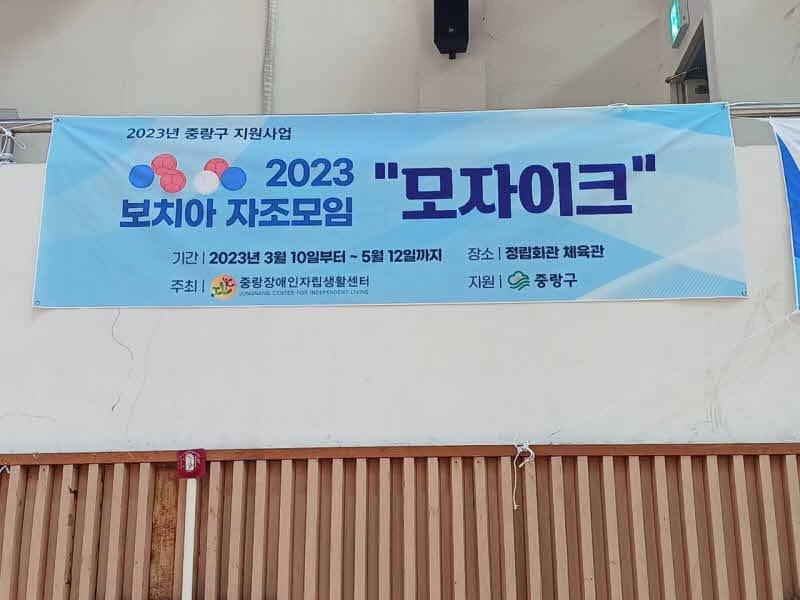 2023년 중랑구 지원사업
2023
보치아 자조모임
"모자이크"
기간 | 2023년 3월 10일부터 ~ 5월 12일까지
장소 | 정립회관 체육관
주최 | 중랑장애인자립생활센터
JUNGNANG CENTER FOR INDEPENDENT LIVING
지원 | 중랑구